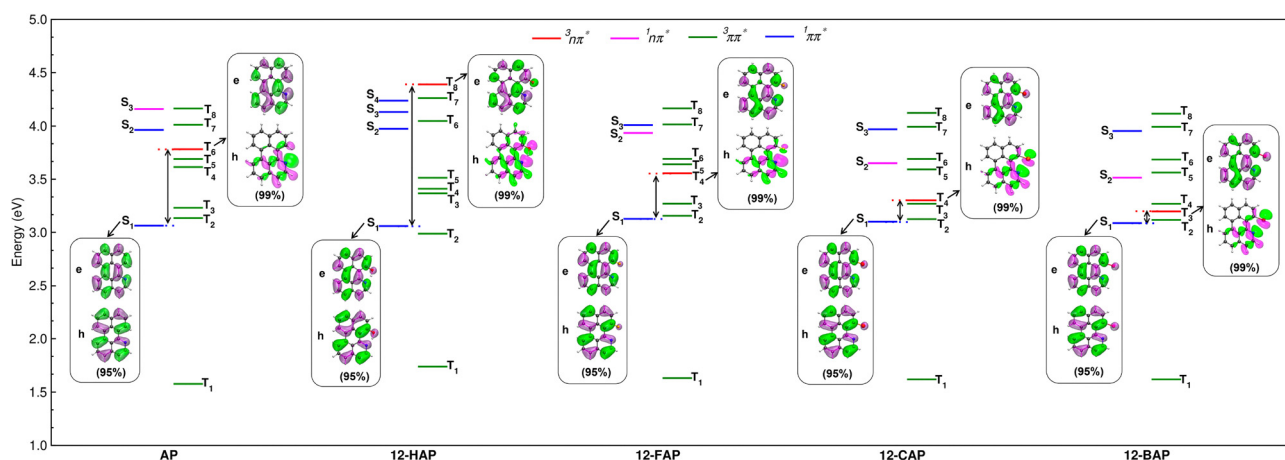 ³nπ* ¹nπ* ³ππ* ¹ππ*
Energy (eV)
5.0
4.5
4.0
3.5
3.0
2.5
2.0
1.5
1.0
S3
S2
S1
T8
T7
T6
T5
T4
T3
T2
T1
e
h
(99%)
e
h
(95%)
AP
S4
S3
S2
S1
T8
T7
T6
T5
T4
T3
T2
T1
e
h
(99%)
e
h
(95%)
12-HAP
S3
S2
S1
T8
T7
T6
T5
T4
T3
T2
T1
e
h
(99%)
e
h
(95%)
12-FAP
S3
S2
S1
T8
T7
T6
T5
T4
T3
T2
T1
e
h
(99%)
e
h
(95%)
12-CAP
S3
S2
S1
T8
T7
T6
T5
T4
T3
T2
T1
e
h
(99%)
e
h
(95%)
12-BAP